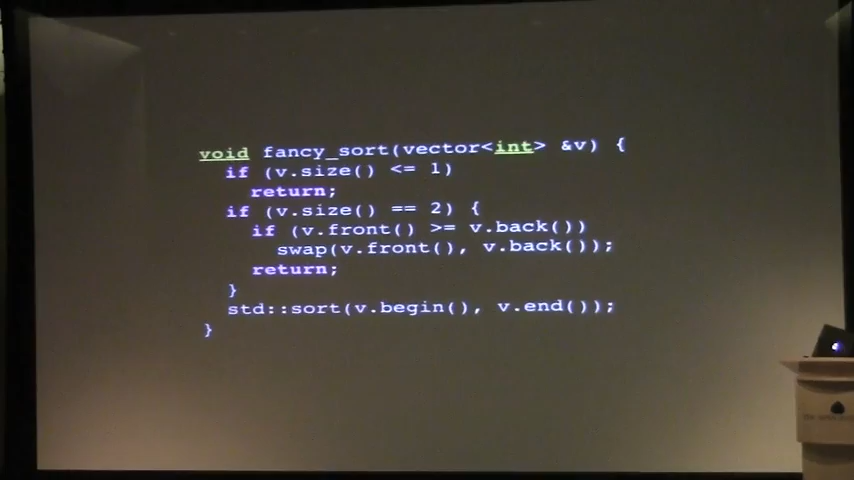 void fancy_sort(vector<int> &v) {
  if (v.size() <= 1)
    return;
  if (v.size() == 2) {
    if (v.front() >= v.back())
      swap(v.front(), v.back());
    return;
  }
  std::sort(v.begin(), v.end());
}